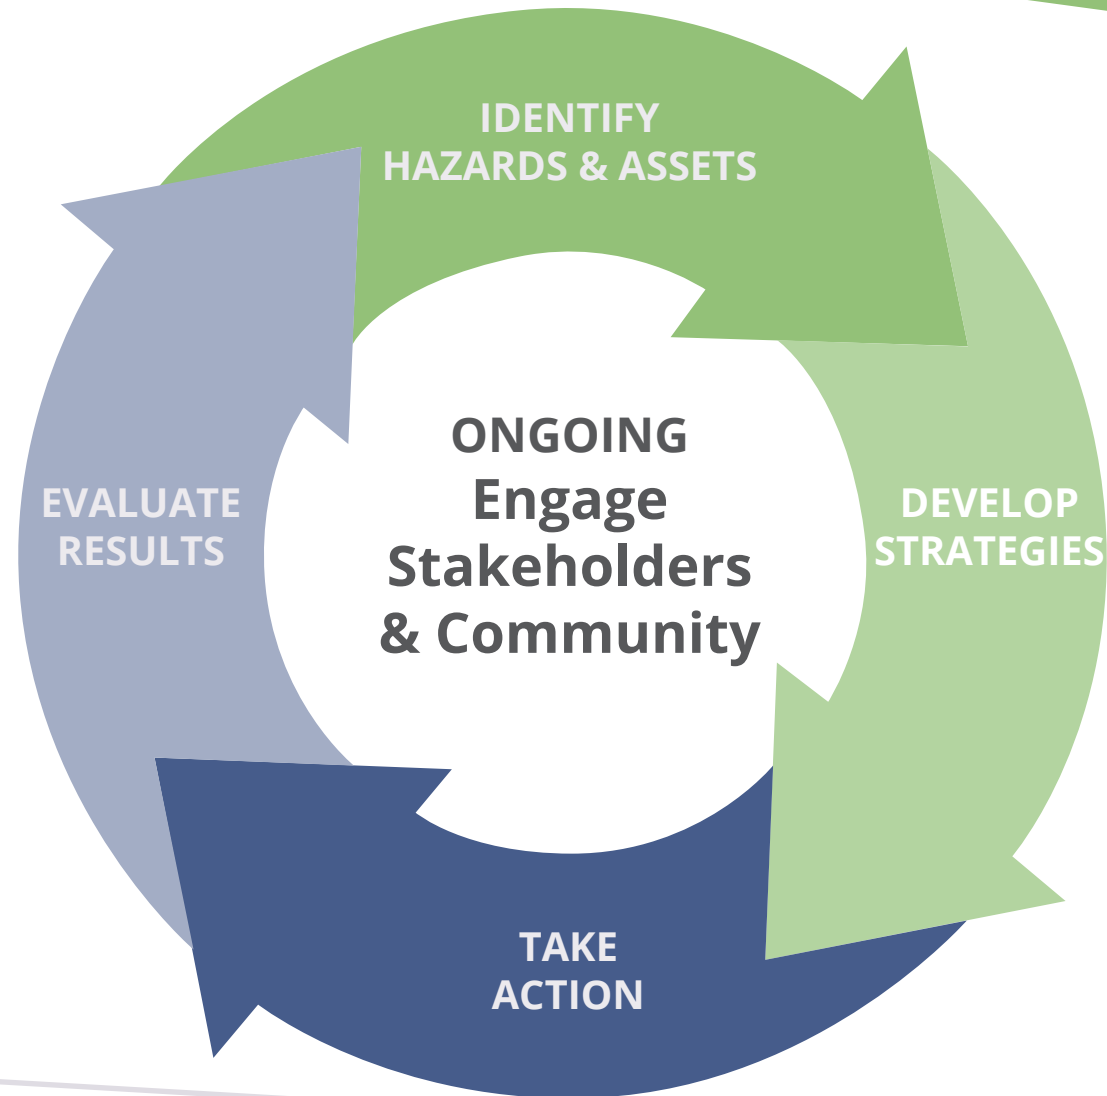 IDENTIFY
HAZARDS & ASSETS
DEVELOP
STRATEGIES
TAKE
ACTION
EVALUATE
RESULTS
ONGOING
Engage
Stakeholders
& Community